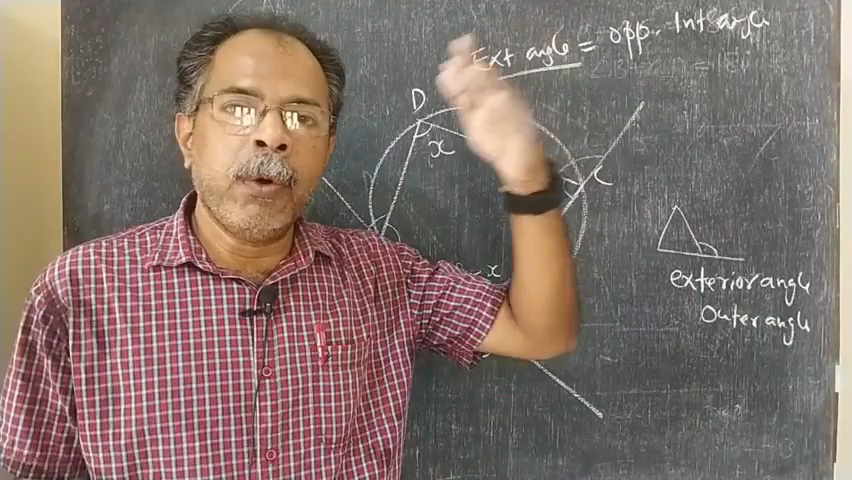 Ext angle = opp. Int angle
D
x
C
x
exterior angle
outer angle